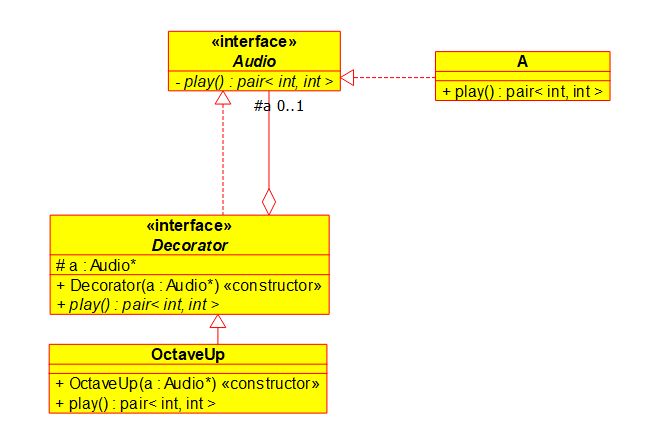 «interface»
Audio
- play() : pair< int, int >
A
+ play() : pair< int, int >
#a 0..1
«interface»
Decorator
# a : Audio*
+ Decorator(a : Audio*) «constructor»
+ play() : pair< int, int >
OctaveUp
+ OctaveUp(a : Audio*) «constructor»
+ play() : pair< int, int >